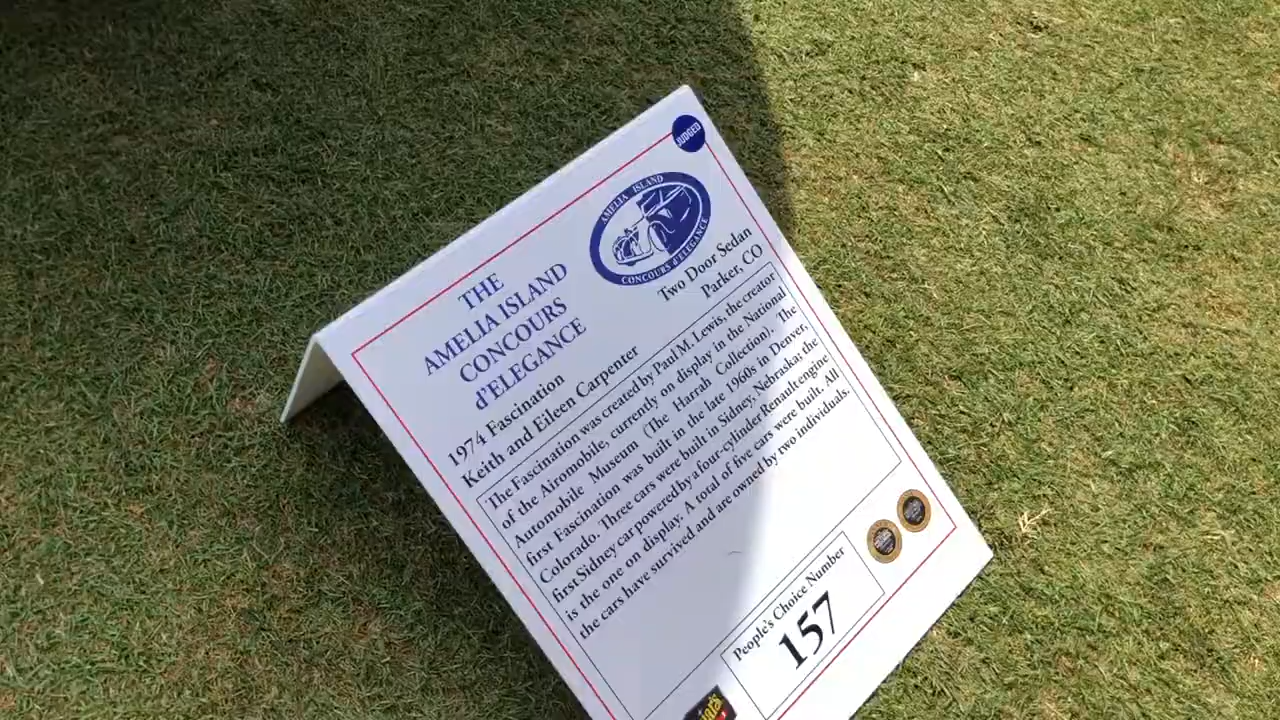 JUDGED
AMELIA ISLAND
CONCOURS d'ELEGANCE
THE
AMELIA ISLAND
CONCOURS
d'ELEGANCE
1974 Fascination
Two Door Sedan
Keith and Eileen Carpenter
Parker, CO
The Fascination was created by Paul M. Lewis, the creator
of the Airomobile, currently on display in the National
Automobile Museum (The Harrah Collection). The
first Fascination was built in the late 1960s in Denver,
Colorado. Three cars were built in Sidney, Nebraska: the
first Sidney car powered by a four-cylinder Renault engine
is the one on display. A total of five cars were built. All
the cars have survived and are owned by two individuals.
People's Choice Number
157